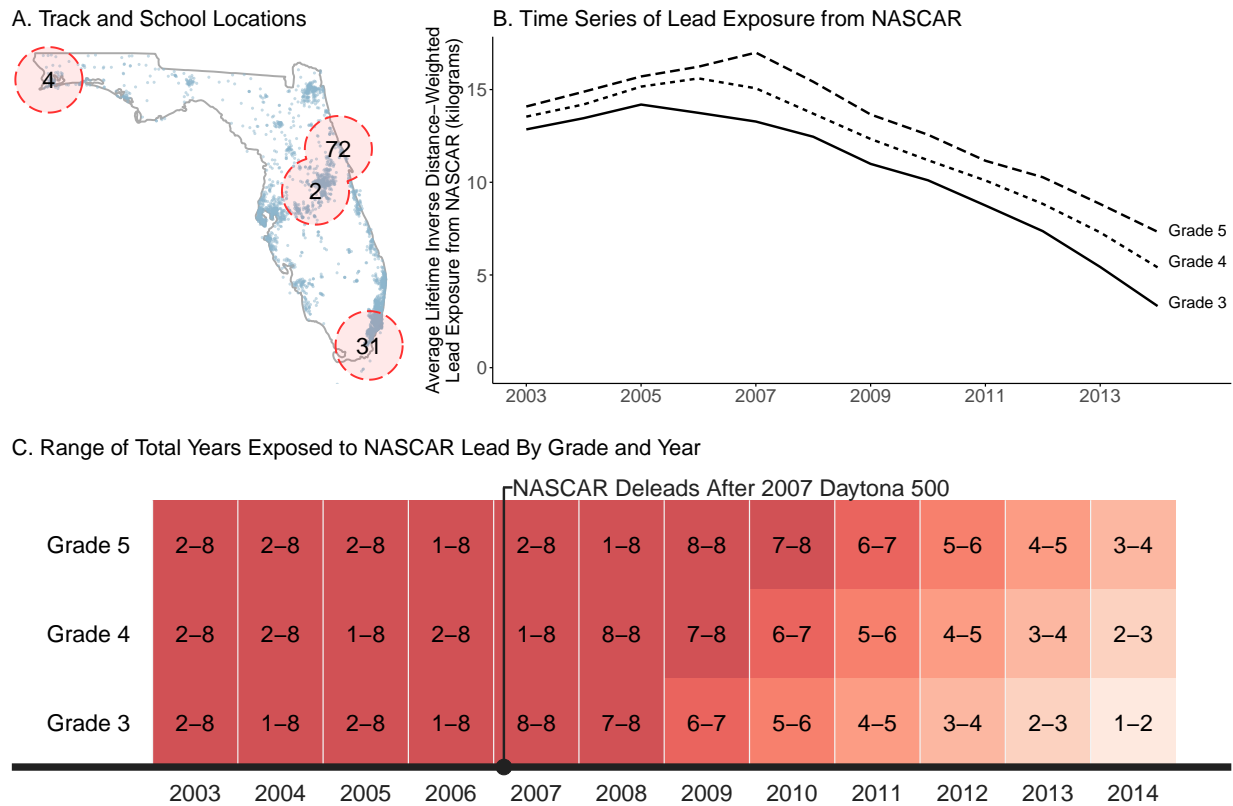 A. Track and School Locations
4
72
2
31
B. Time Series of Lead Exposure from NASCAR
Average Lifetime Inverse Distance–Weighted
Lead Exposure from NASCAR (kilograms)
15
10
5
0
Grade 5
Grade 4
Grade 3
2003 2005 2007 2009 2011 2013
C. Range of Total Years Exposed to NASCAR Lead By Grade and Year
NASCAR Deleads After 2007 Daytona 500
Grade 5 2–8 2–8 2–8 1–8 2–8 1–8 8–8 7–8 6–7 5–6 4–5 3–4
Grade 4 2–8 2–8 1–8 2–8 1–8 8–8 7–8 6–7 5–6 4–5 3–4 2–3
Grade 3 2–8 1–8 2–8 1–8 8–8 7–8 6–7 5–6 4–5 3–4 2–3 1–2
2003 2004 2005 2006 2007 2008 2009 2010 2011 2012 2013 2014